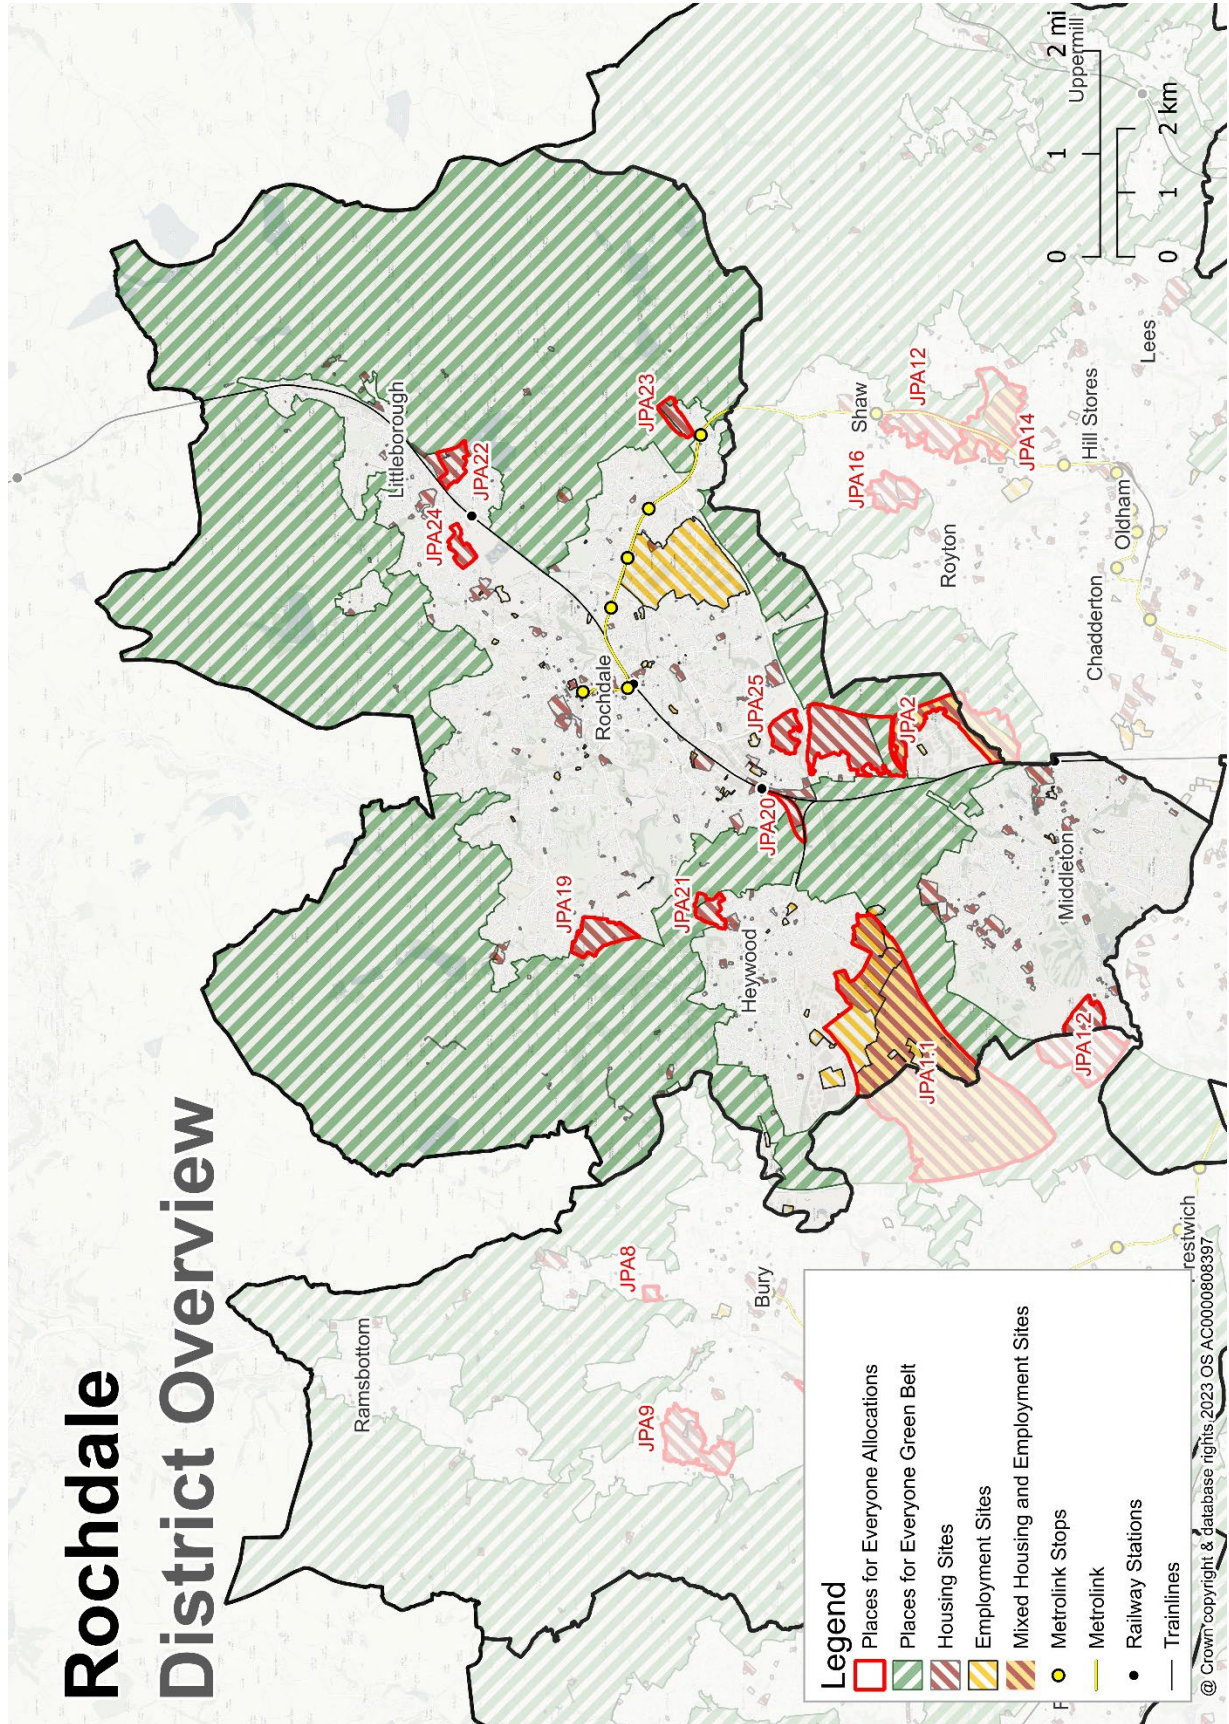 Rochdale
District Overview
Ramsbottom
JPA9
JPA8
Bury
restwich
Littleborough
JPA22
JPA24
JPA23
Rochdale
JPA19
JPA21
JPA20
JPA25
JPA2
Heywood
JPA1.1
JPA1.2
Middleton
Shaw
JPA12
JPA16
JPA14
Royton
Hill Stores
Oldham
Chadderton
Lees
Uppermill
0 1 2 mi
0 1 2 km
Legend
Places for Everyone Allocations
Places for Everyone Green Belt
Housing Sites
Employment Sites
Mixed Housing and Employment Sites
Metrolink Stops
Metrolink
Railway Stations
Trainlines
@ Crown copyright & database rights 2023 OS AC0000808397